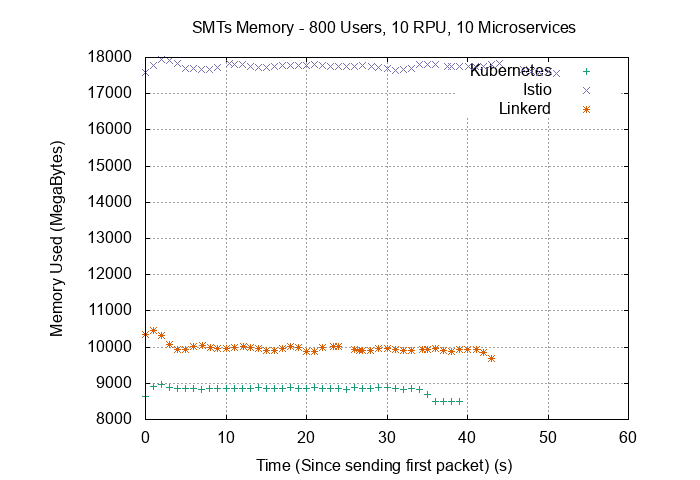 SMTs Memory - 800 Users, 10 RPU, 10 Microservices
18000
17000
16000
15000
14000
13000
12000
11000
10000
9000
8000
Memory Used (MegaBytes)
Kubernetes
Istio
Linkerd
0 10 20 30 40 50 60
Time (Since sending first packet) (s)